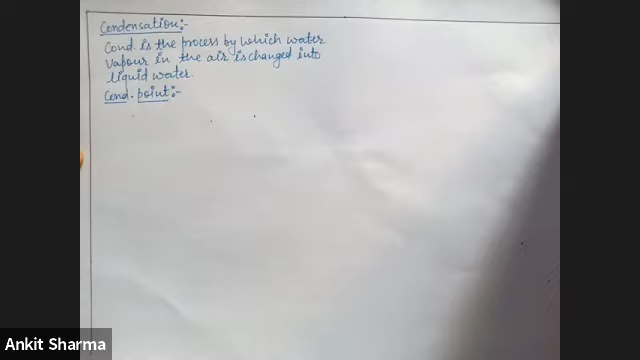 Condensation:-
Cond. is the process by which water
vapour in the air is changed into
liquid water.
Cond. point:-
Ankit Sharma